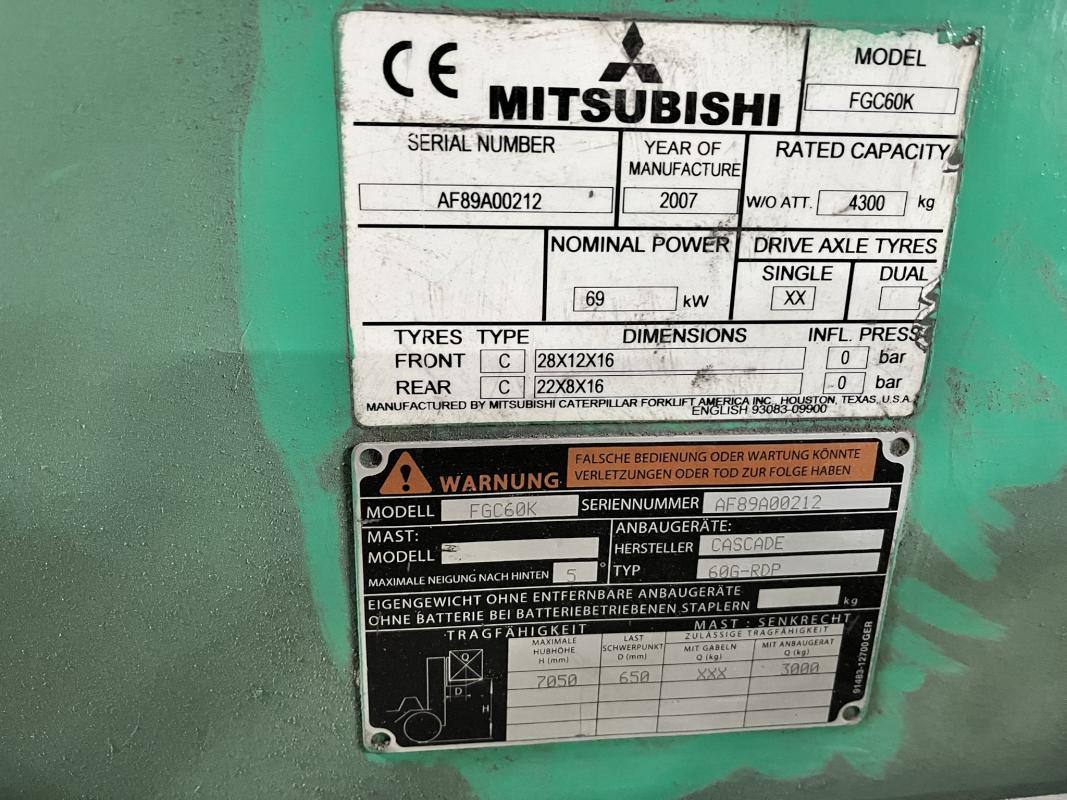 CE
MITSUBISHI
MODEL
FGC60K
SERIAL NUMBER
AF89A00212
YEAR OF
MANUFACTURE
2007
RATED CAPACITY
W/O ATT. 4300 kg
NOMINAL POWER
69 kW
DRIVE AXLE TYRES
SINGLE DUAL
XX
TYRES TYPE DIMENSIONS INFL. PRESS
FRONT C 28X12X16 0 bar
REAR C 22X8X16 0 bar
MANUFACTURED BY MITSUBISHI CATERPILLAR FORKLIFT AMERICA INC. HOUSTON, TEXAS, U.S.A
ENGLISH 93083-09900
WARNUNG
FALSCHE BEDIENUNG ODER WARTUNG KÖNNTE
VERLETZUNGEN ODER TOD ZUR FOLGE HABEN
MODELL FGC60K SERIENNUMMER AF89A00212
MAST:
MODELL
MAXIMALE NEIGUNG NACH HINTEN 5 °
ANBAUGERÄTE:
HERSTELLER CASCADE
TYP 60G-RDP
EIGENGEWICHT OHNE ENTFERNBARE ANBAUGERÄTE
OHNE BATTERIE BEI BATTERIEBETRIEBENEN STAPLERN kg
TRAGFÄHIGKEIT MAST : SENKRECHT
MAXIMALE
HUBHÖHE
H (mm)
LAST
SCHWERPUNKT
D (mm)
ZULÄSSIGE TRAGFÄHIGKEIT
MIT GABELN
Q (kg)
MIT ANBAUGERÄT
Q (kg)
7050 650 XXX 3000
Q
D
H
91483-12700 GER